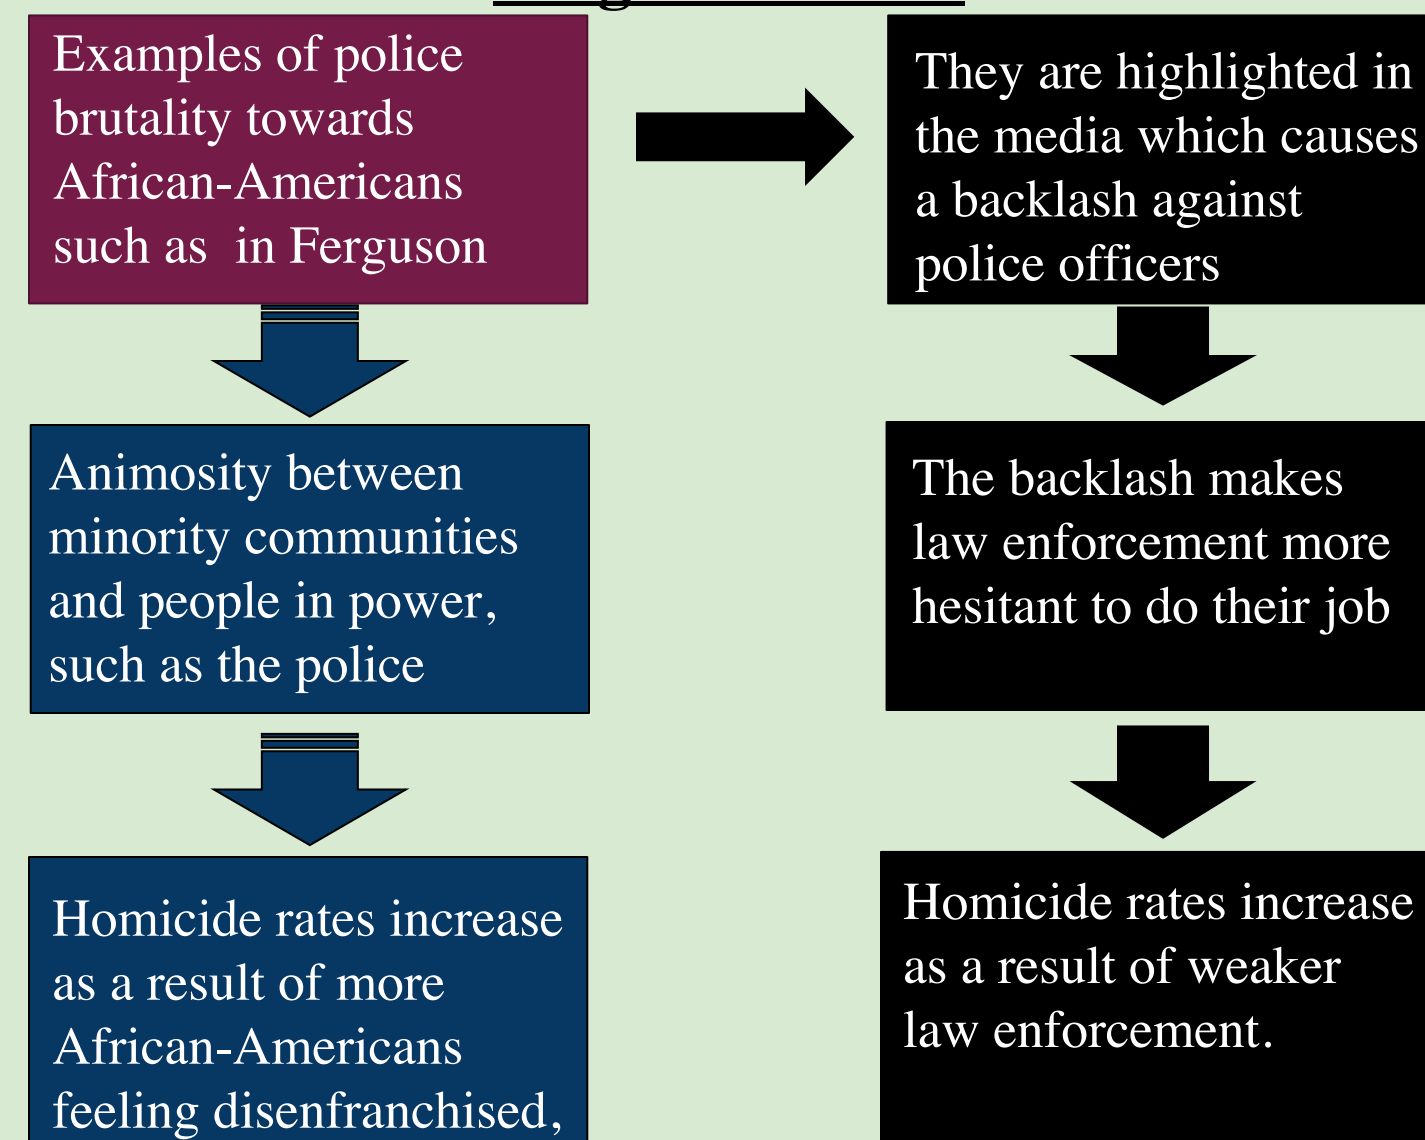 Examples of police
brutality towards
African-Americans
such as  in Ferguson
They are highlighted in
the media which causes
a backlash against
police officers
Animosity between
minority communities
and people in power,
such as the police
The backlash makes
law enforcement more
hesitant to do their job
Homicide rates increase
as a result of more
African-Americans
feeling disenfranchised,
Homicide rates increase
as a result of weaker
law enforcement.